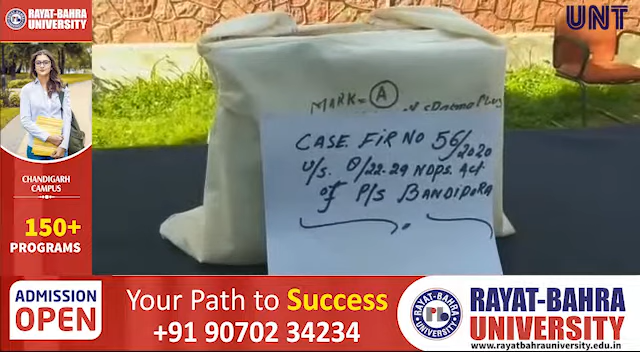 RAYAT-BAHRA
UNIVERSITY
UNT
CHANDIGARH
CAMPUS
150+
PROGRAMS
MARK= A
CASE. FIR NO 56/2020
U/S. 8/22-29 NDPS. Act
of P/S BANDIPORA
ADMISSION
OPEN
Your Path to Success
+91 90702 34234
RAYAT-BAHRA
UNIVERSITY
www.rayatbahrauniversity.edu.in